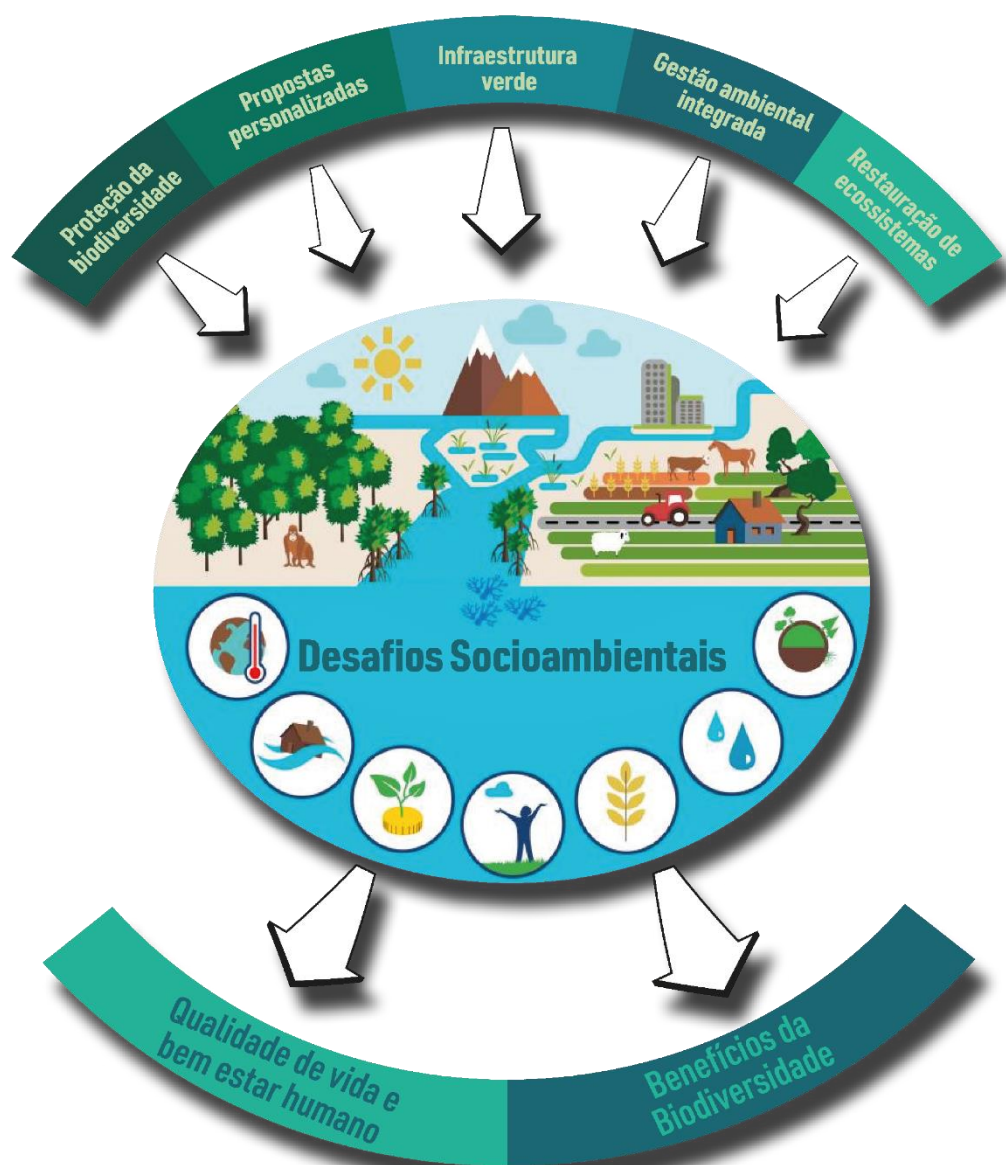 Proteção da
biodiversidade
Propostas
personalizadas
Infraestrutura
verde
Gestão ambiental
integrada
Restauração de
ecossistemas
Desafios Socioambientais
Qualidade de vida e
bem estar humano
Benefícios da
Biodiversidade